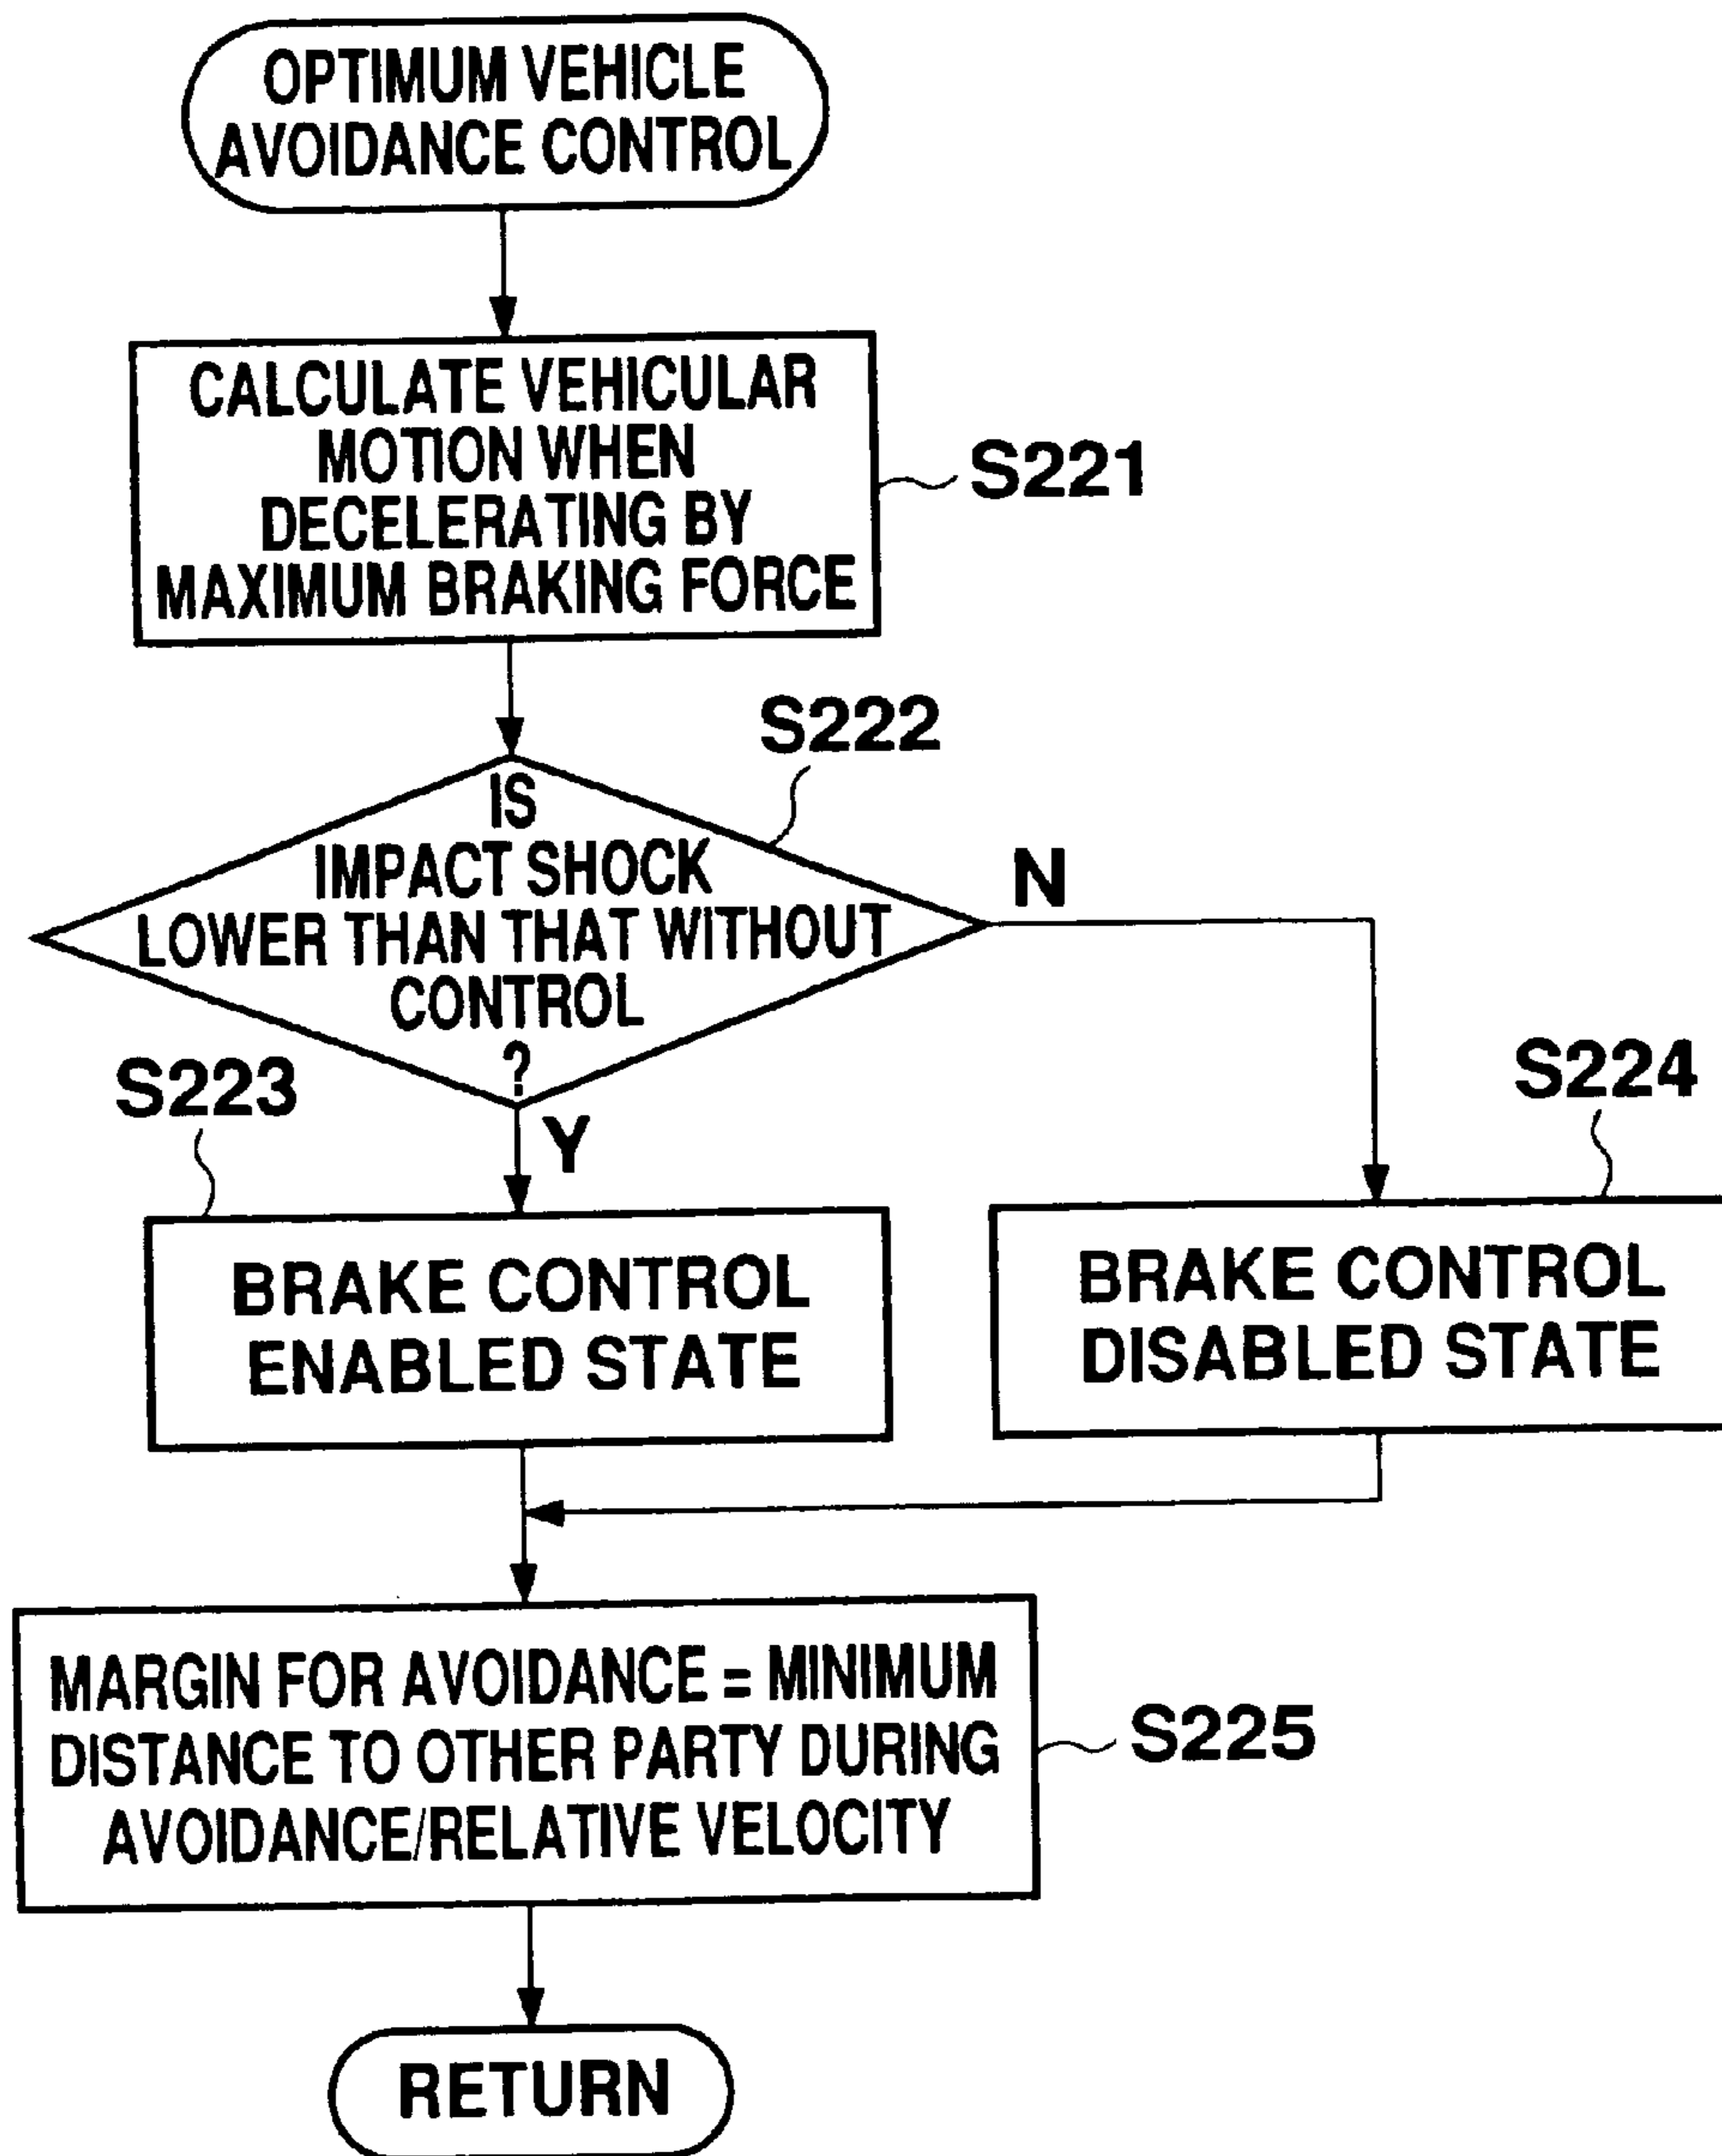 OPTIMUM VEHICLE
AVOIDANCE CONTROL
CALCULATE VEHICULAR
MOTION WHEN
DECELERATING BY
MAXIMUM BRAKING FORCE
S221
S222
IS
IMPACT SHOCK
LOWER THAN THAT WITHOUT
CONTROL
?
N
Y
S223
BRAKE CONTROL
ENABLED STATE
S224
BRAKE CONTROL
DISABLED STATE
MARGIN FOR AVOIDANCE = MINIMUM
DISTANCE TO OTHER PARTY DURING
AVOIDANCE/RELATIVE VELOCITY
S225
RETURN